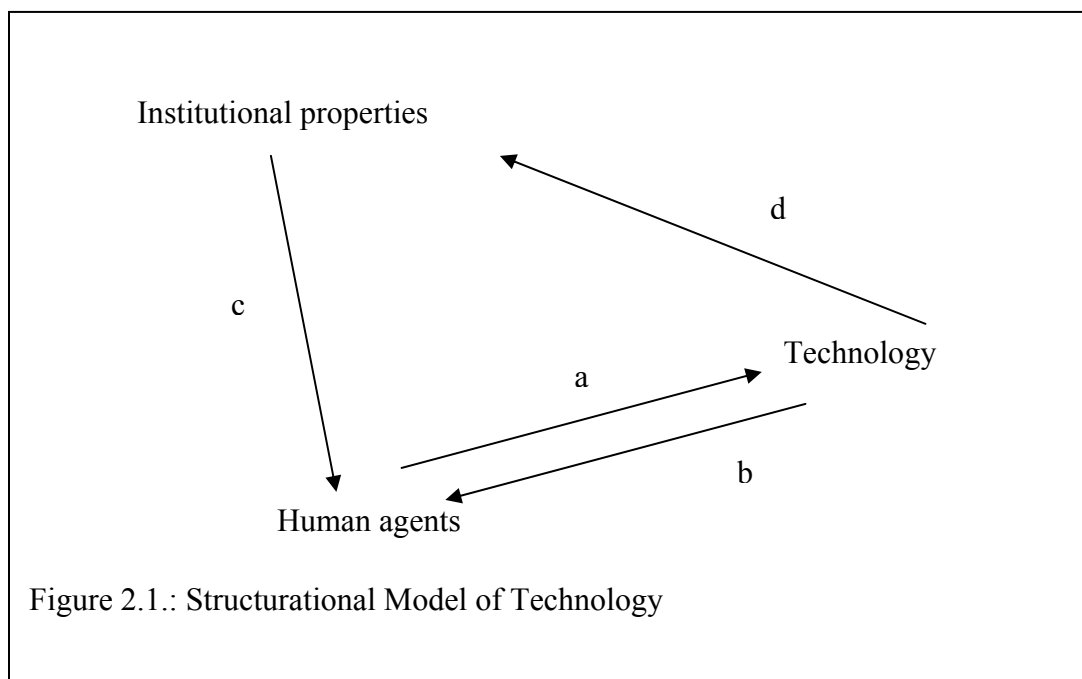 Institutional properties
d
c
Technology
a
b
Human agents
Figure 2.1.: Structurational Model of Technology